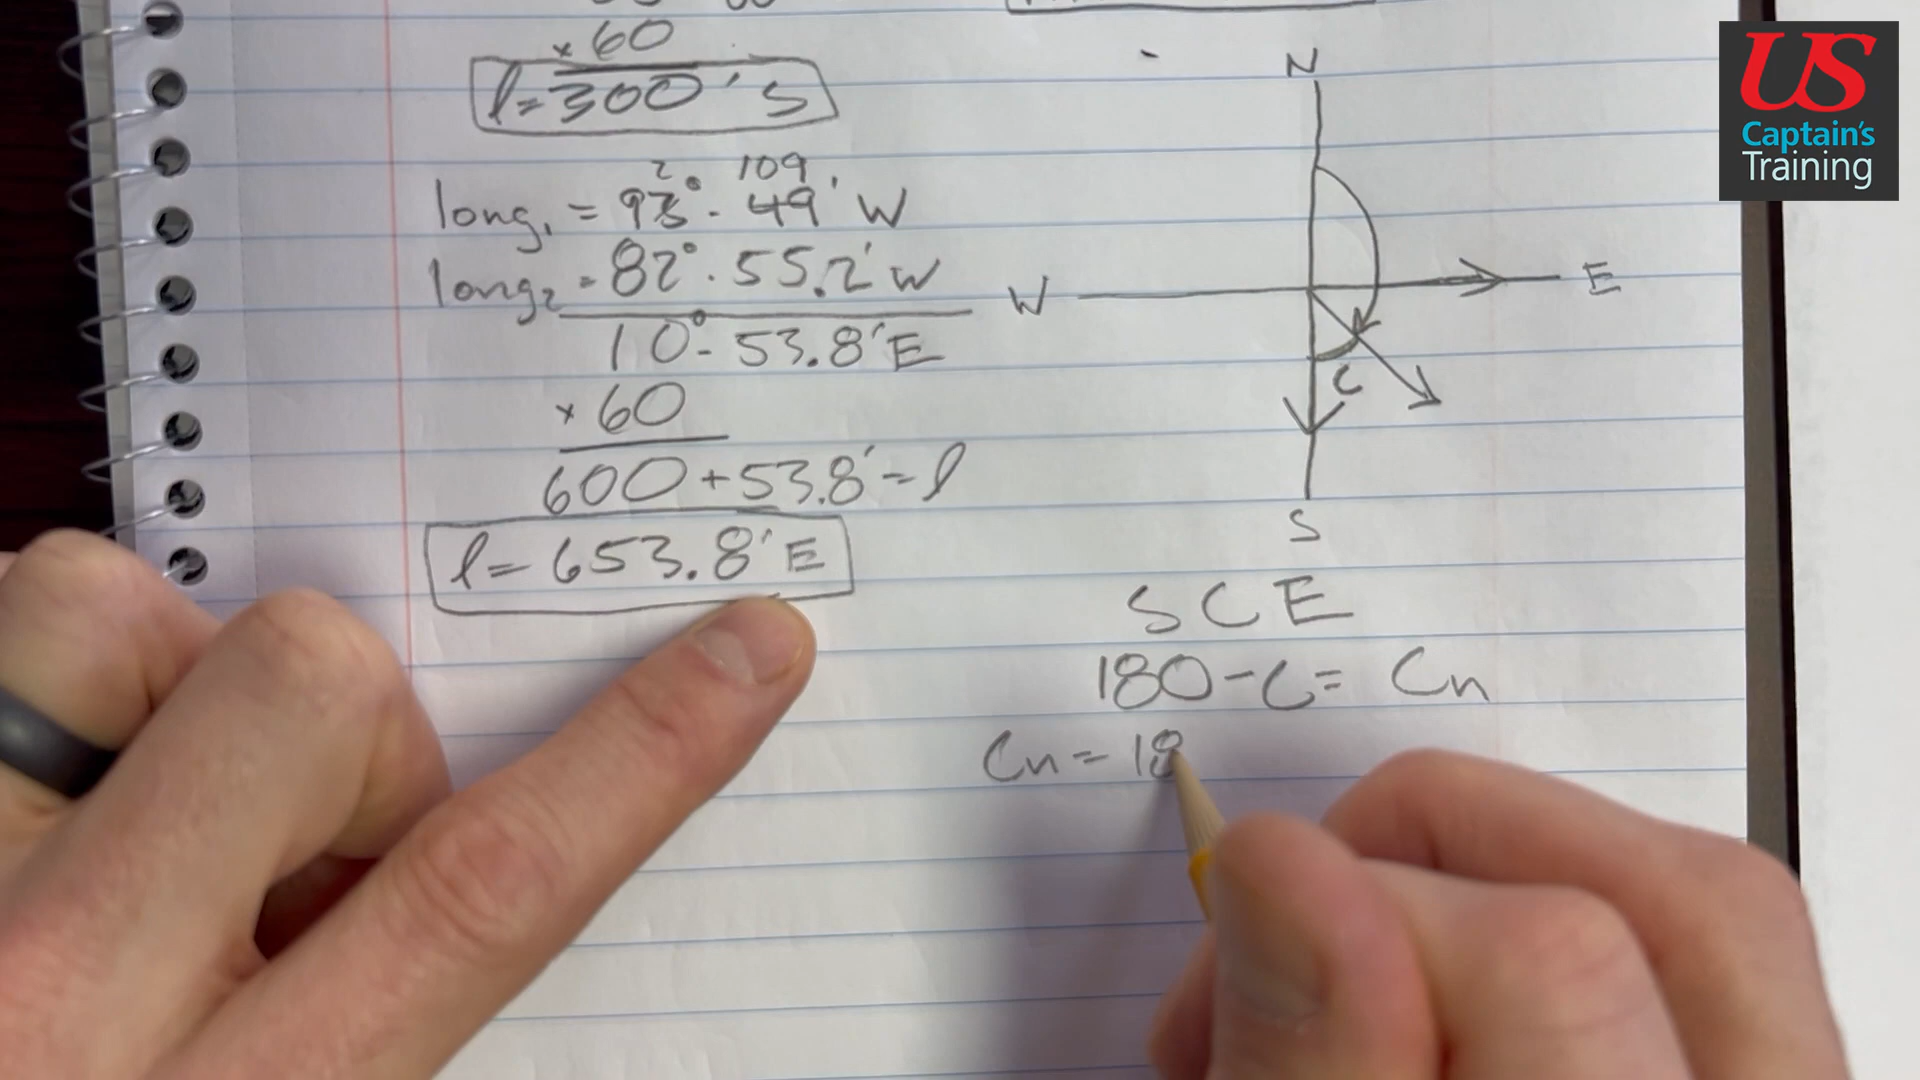 × 60
l = 300' S
2 109
long₁ = 93° - 49' W
long₂ = 82° - 55.2' W
10° - 53.8' E
× 60
600 + 53.8' = l
l = 653.8' E
N
W
E
C
S
S C E
180 - C = Cn
Cn = 18
US
Captain's
Training